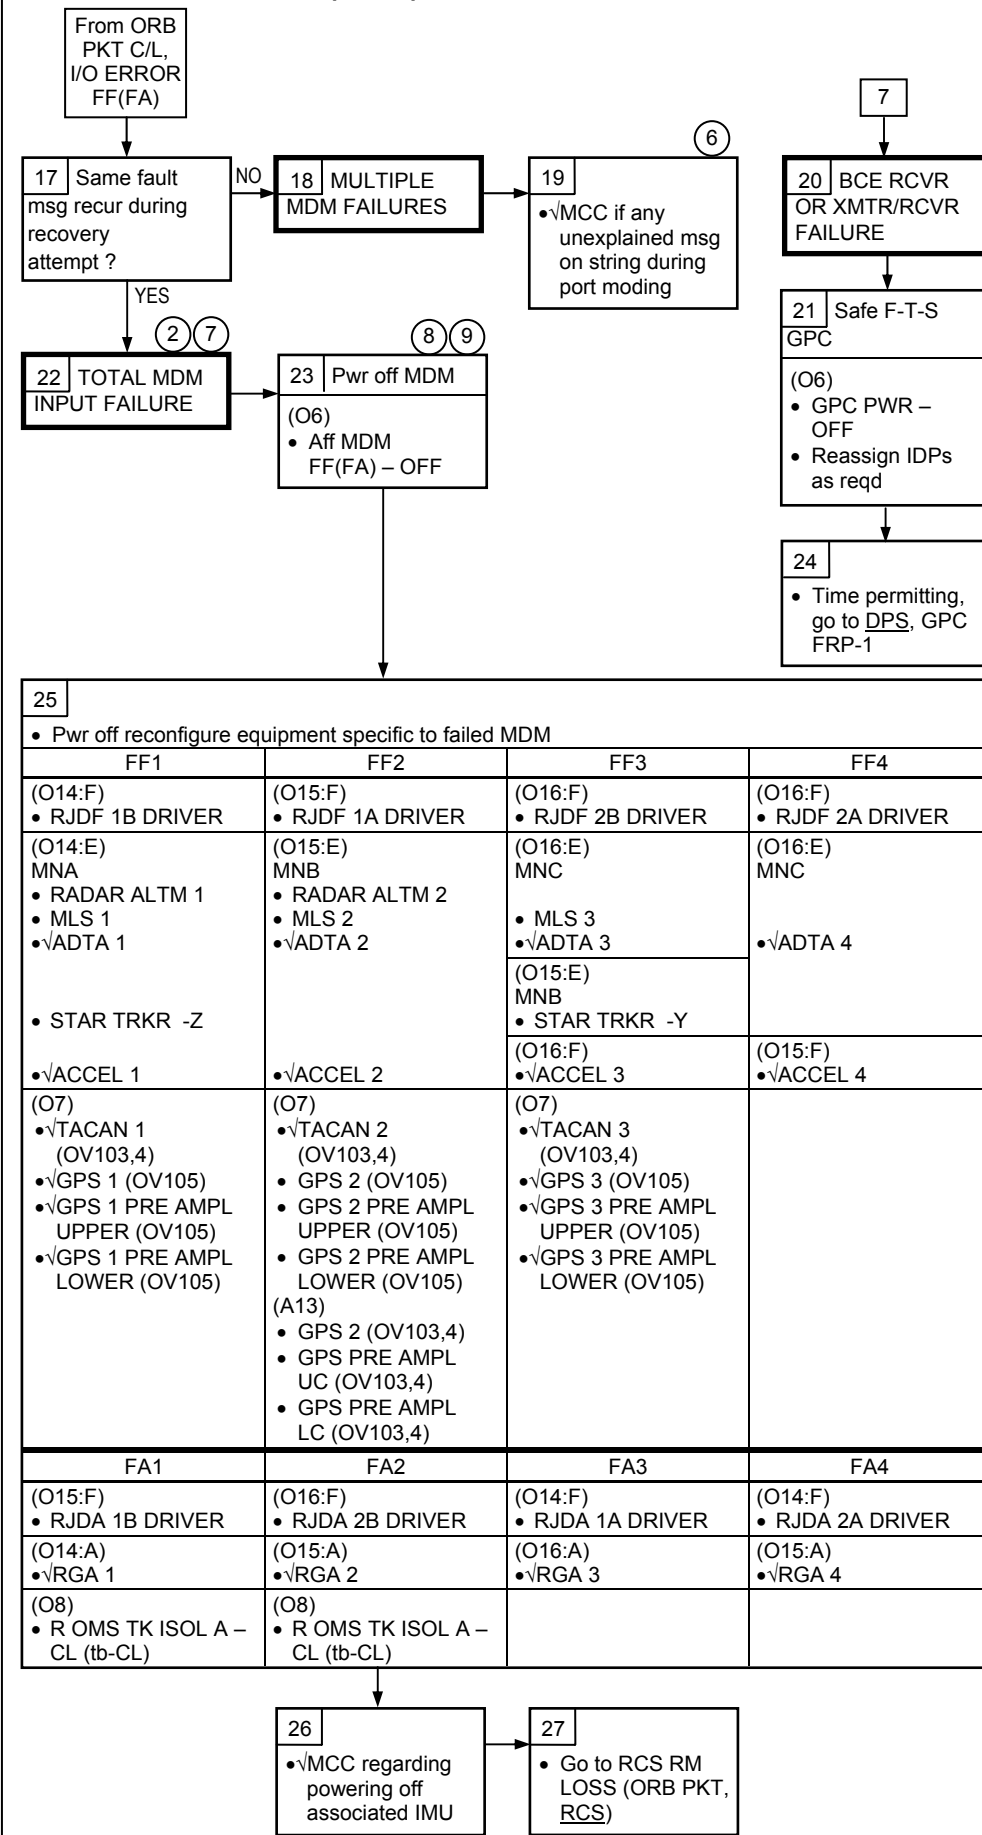 From ORB
PKT C/L,
I/O ERROR
FF(FA)
7
6
17 Same fault
msg recur during
recovery
attempt ?
NO
18 MULTIPLE
MDM FAILURES
19
•√MCC if any
unexplained msg
on string during
port moding
20 BCE RCVR
OR XMTR/RCVR
FAILURE
YES
2 7
22 TOTAL MDM
INPUT FAILURE
8 9
23 Pwr off MDM
(O6)
• Aff MDM
FF(FA) – OFF
21 Safe F-T-S
GPC
(O6)
• GPC PWR –
OFF
• Reassign IDPs
as reqd
24
• Time permitting,
go to DPS, GPC
FRP-1
25
• Pwr off reconfigure equipment specific to failed MDM
FF1 FF2 FF3 FF4
(O14:F)
• RJDF 1B DRIVER
(O15:F)
• RJDF 1A DRIVER
(O16:F)
• RJDF 2B DRIVER
(O16:F)
• RJDF 2A DRIVER
(O14:E)
MNA
• RADAR ALTM 1
• MLS 1
•√ADTA 1
• STAR TRKR -Z
•√ACCEL 1
(O15:E)
MNB
• RADAR ALTM 2
• MLS 2
•√ADTA 2
•√ACCEL 2
(O16:E)
MNC
• MLS 3
•√ADTA 3
(O15:E)
MNB
• STAR TRKR -Y
(O16:F)
•√ACCEL 3
(O16:E)
MNC
•√ADTA 4
(O15:F)
•√ACCEL 4
(O7)
•√TACAN 1
(OV103,4)
•√GPS 1 (OV105)
•√GPS 1 PRE AMPL
UPPER (OV105)
•√GPS 1 PRE AMPL
LOWER (OV105)
(O7)
•√TACAN 2
(OV103,4)
• GPS 2 (OV105)
• GPS 2 PRE AMPL
UPPER (OV105)
• GPS 2 PRE AMPL
LOWER (OV105)
(A13)
• GPS 2 (OV103,4)
• GPS PRE AMPL
UC (OV103,4)
• GPS PRE AMPL
LC (OV103,4)
(O7)
•√TACAN 3
(OV103,4)
•√GPS 3 (OV105)
•√GPS 3 PRE AMPL
UPPER (OV105)
•√GPS 3 PRE AMPL
LOWER (OV105)
FA1 FA2 FA3 FA4
(O15:F)
• RJDA 1B DRIVER
(O16:F)
• RJDA 2B DRIVER
(O14:F)
• RJDA 1A DRIVER
(O14:F)
• RJDA 2A DRIVER
(O14:A)
•√RGA 1
(O15:A)
•√RGA 2
(O16:A)
•√RGA 3
(O15:A)
•√RGA 4
(O8)
• R OMS TK ISOL A –
CL (tb-CL)
(O8)
• R OMS TK ISOL A –
CL (tb-CL)
26
•√MCC regarding
powering off
associated IMU
27
• Go to RCS RM
LOSS (ORB PKT,
RCS)